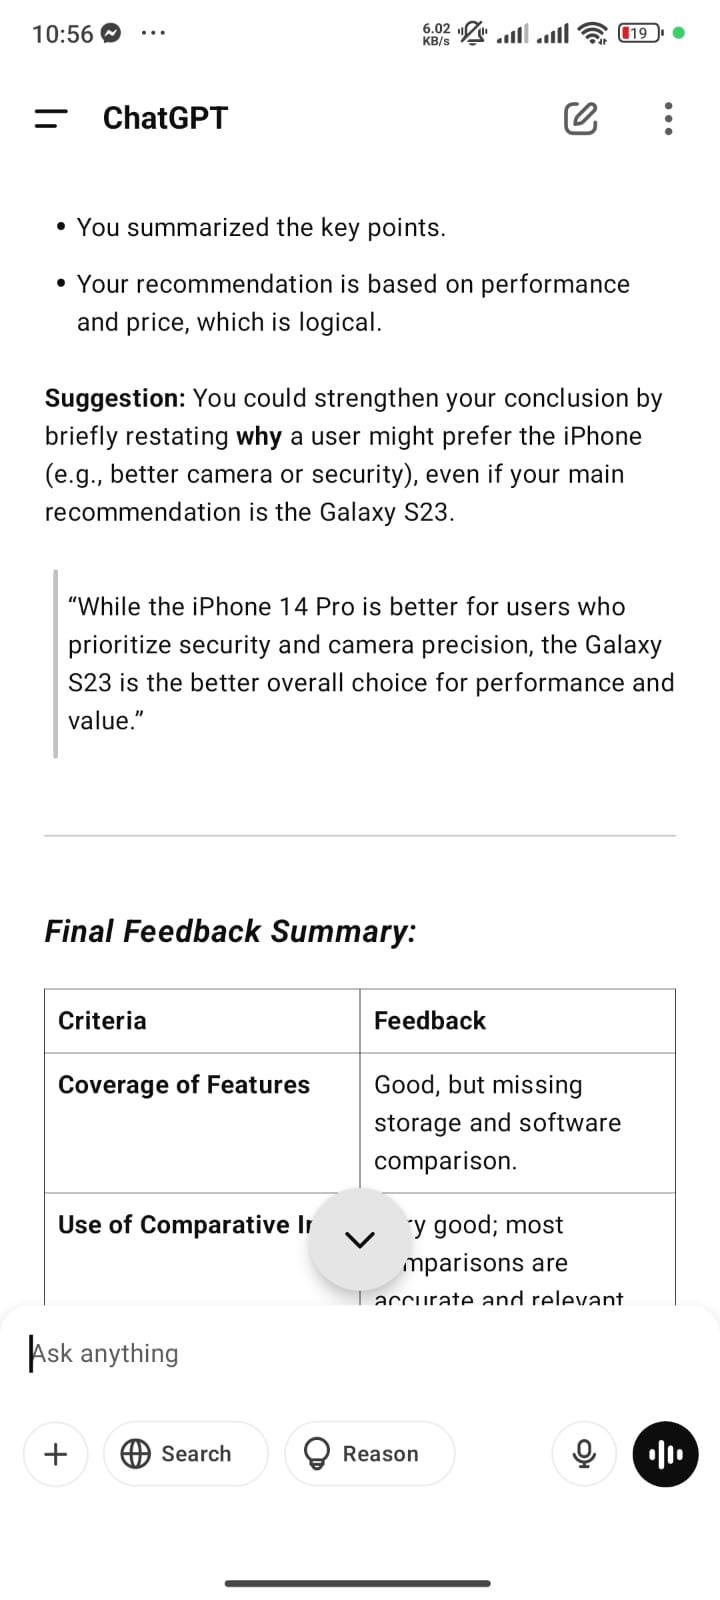 10:56 ...
6.02
KB/s
19
ChatGPT
• You summarized the key points.
• Your recommendation is based on performance
and price, which is logical.
Suggestion: You could strengthen your conclusion by
briefly restating why a user might prefer the iPhone
(e.g., better camera or security), even if your main
recommendation is the Galaxy S23.
“While the iPhone 14 Pro is better for users who
prioritize security and camera precision, the Galaxy
S23 is the better overall choice for performance and
value.”
Final Feedback Summary:
Criteria
Feedback
Coverage of Features
Good, but missing
storage and software
comparison.
Use of Comparative
good; most
are
accurate and relevant
Ask anything
Search
Reason